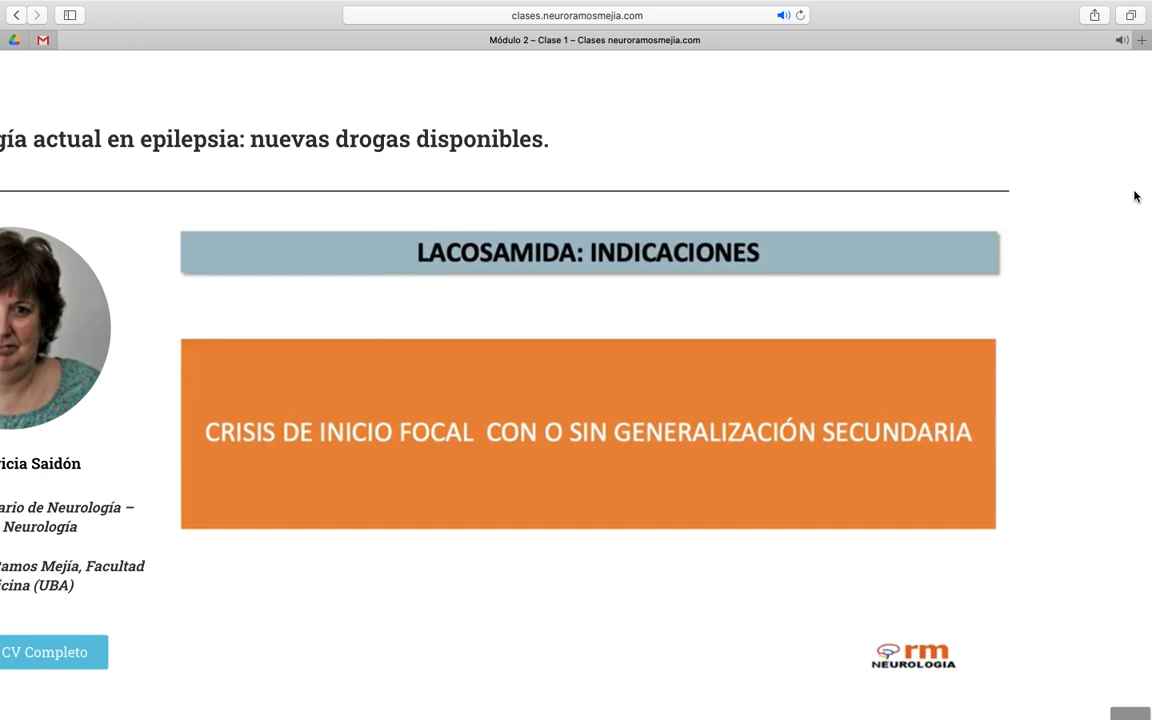 clases.neuroramosmejia.com
Módulo 2 – Clase 1 – Clases neuroramosmejia.com
gía actual en epilepsia: nuevas drogas disponibles.
LACOSAMIDA: INDICACIONES
CRISIS DE INICIO FOCAL CON O SIN GENERALIZACIÓN SECUNDARIA
icia Saidón
ario de Neurología –
Neurología
Ramos Mejía, Facultad
icina (UBA)
CV Completo
rm
NEUROLOGIA